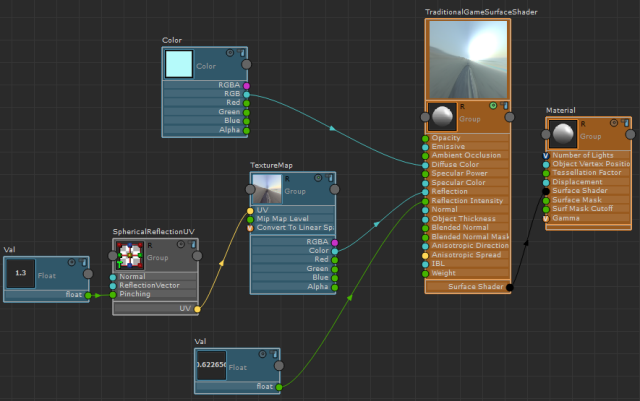 TraditionalGameSurfaceShader
Color
Color
RGBA
RGB
Red
Green
Blue
Alpha
R
Group
Opacity
Emissive
Ambient Occlusion
Diffuse Color
Specular Power
Specular Color
Reflection
Reflection Intensity
Normal
Object Thickness
Blended Normal
Blended Normal Mask
Anisotropic Direction
Anisotropic Spread
IBL
Weight
Surface Shader
Material
R
Group
Number of Lights
Object Vertex Positio
Tessellation Factor
Displacement
Surface Shader
Surface Mask
Surf Mask Cutoff
Gamma
TextureMap
R
Group
UV
Mip Map Level
Convert To Linear Sp
RGBA
Color
Red
Green
Blue
Alpha
SphericalReflectionUV
R
Group
Normal
ReflectionVector
Pinching
UV
Val
1.3
Float
float
Val
0.622656
Float
float